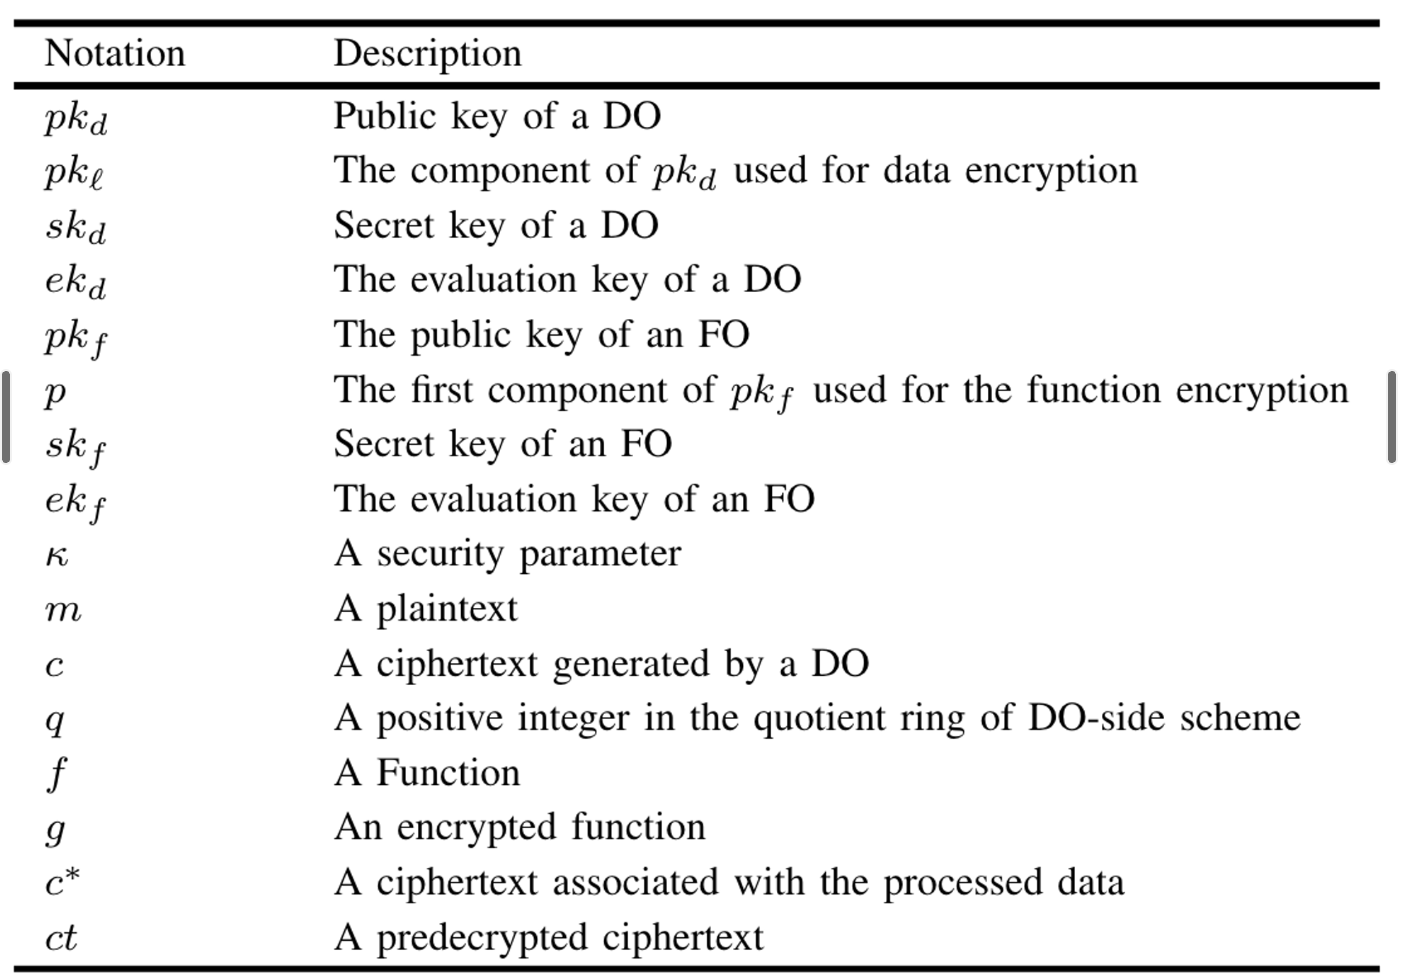 Notation Description
pk_d Public key of a DO
pk_ℓ The component of pk_d used for data encryption
sk_d Secret key of a DO
ek_d The evaluation key of a DO
pk_f The public key of an FO
p The first component of pk_f used for the function encryption
sk_f Secret key of an FO
ek_f The evaluation key of an FO
κ A security parameter
m A plaintext
c A ciphertext generated by a DO
q A positive integer in the quotient ring of DO-side scheme
f A Function
g An encrypted function
c* A ciphertext associated with the processed data
ct A predecrypted ciphertext